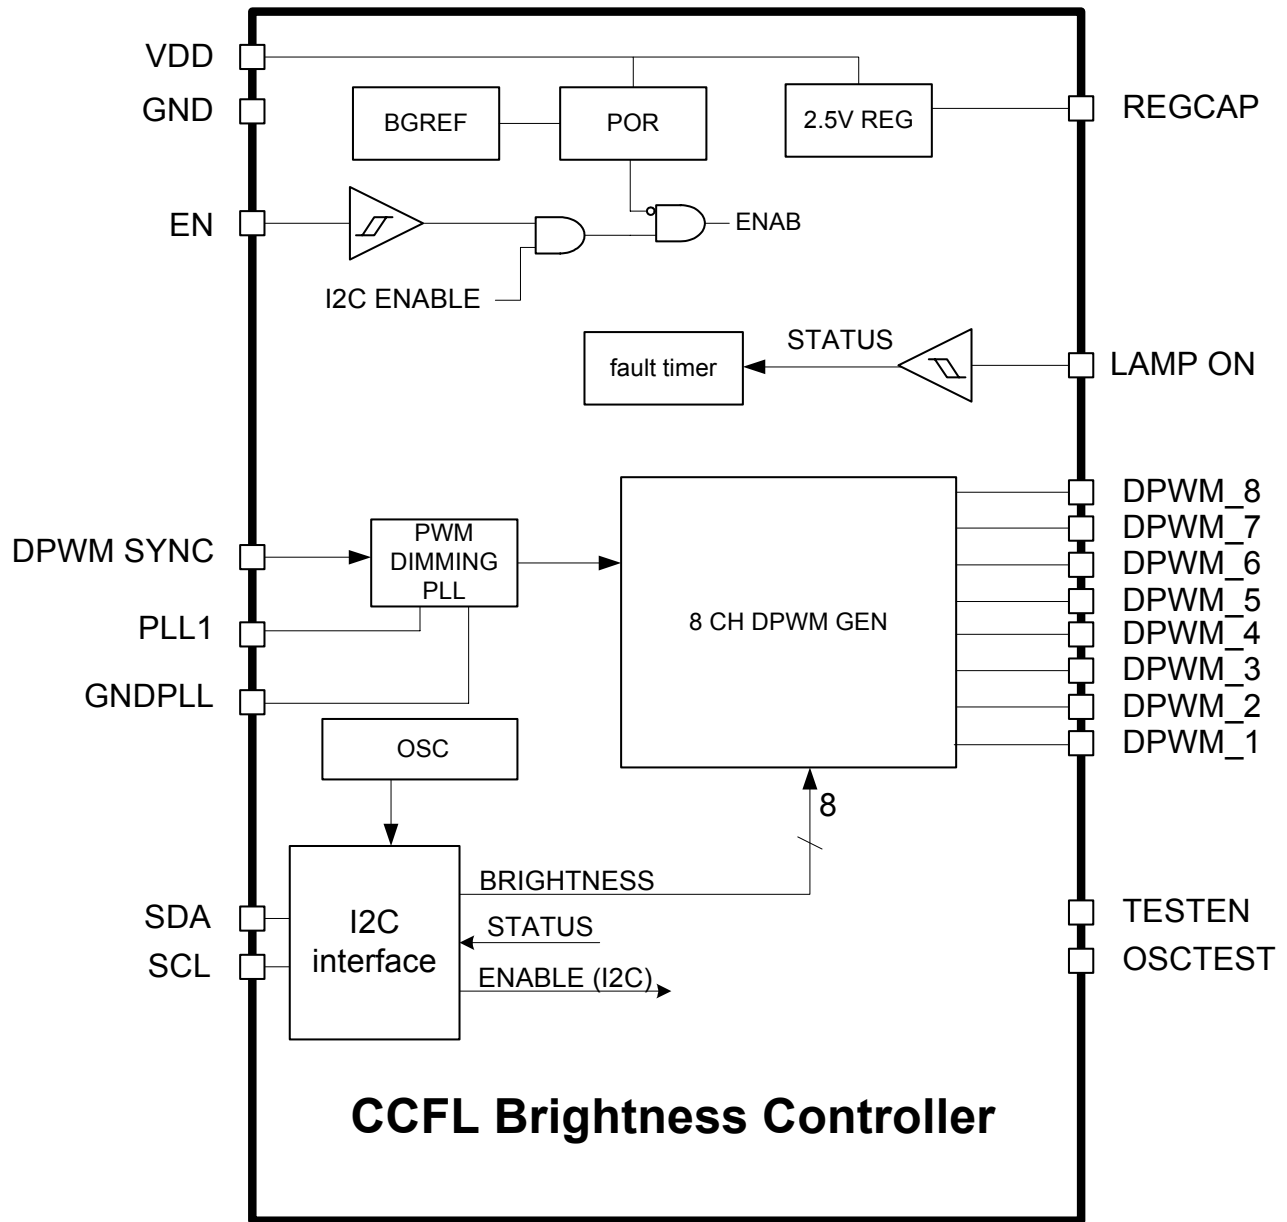 VDD
GND
BGREF
POR
2.5V REG
REGCAP
EN
ENAB
I2C ENABLE
STATUS
fault timer
LAMP ON
DPWM SYNC
PWM
DIMMING
PLL
PLL1
GNDPLL
8 CH DPWM GEN
DPWM_8
DPWM_7
DPWM_6
DPWM_5
DPWM_4
DPWM_3
DPWM_2
DPWM_1
OSC
8
SDA
SCL
I2C
interface
BRIGHTNESS
STATUS
ENABLE (I2C)
TESTEN
OSCTEST
CCFL Brightness Controller